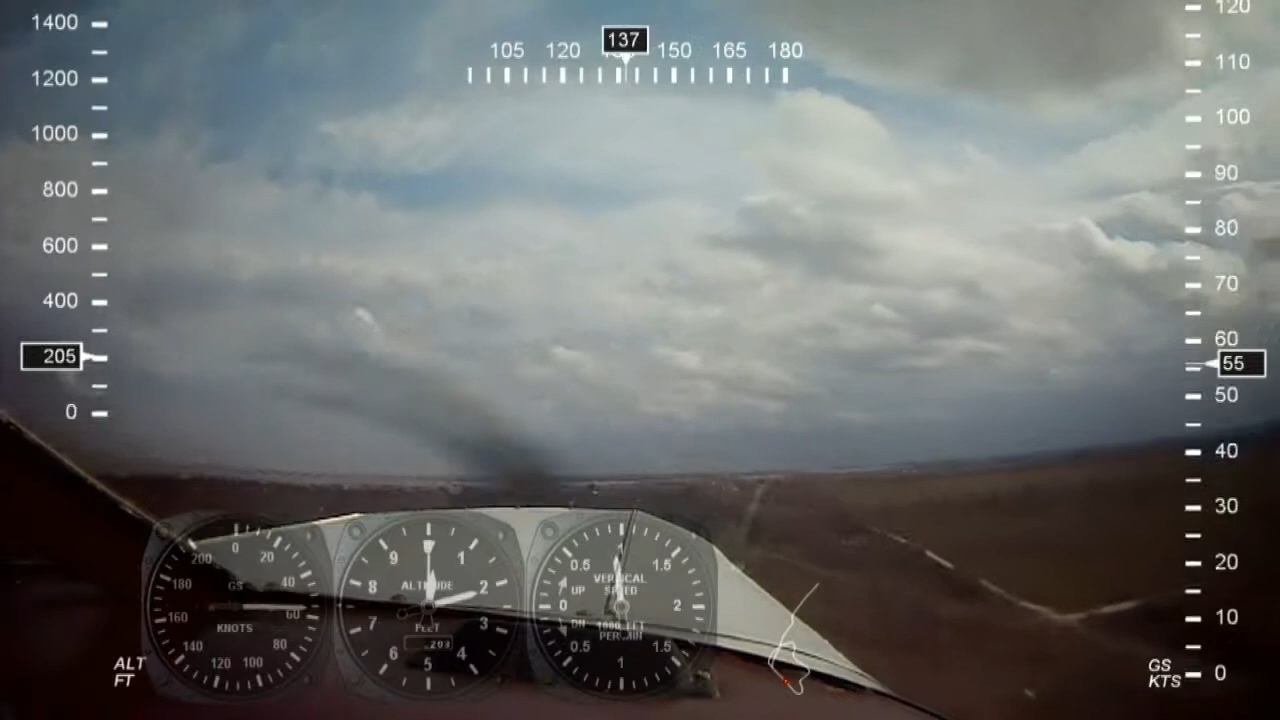 1400
1200
1000
800
600
400
205
0
ALT
FT
137
105 120 150 165 180
120
110
100
90
80
70
60
55
50
40
30
20
10
0
GS
KTS
0 20 40 60 80 100 120 140 160 180 200
GS
KNOTS
9 1 2 3 4 5 6 7 8
ALTITUDE
FEET
0.5 1.5 2 1.5 1 0.5 0
UP
VERTICAL
SPEED
DN
1000 FEET
PER MIN